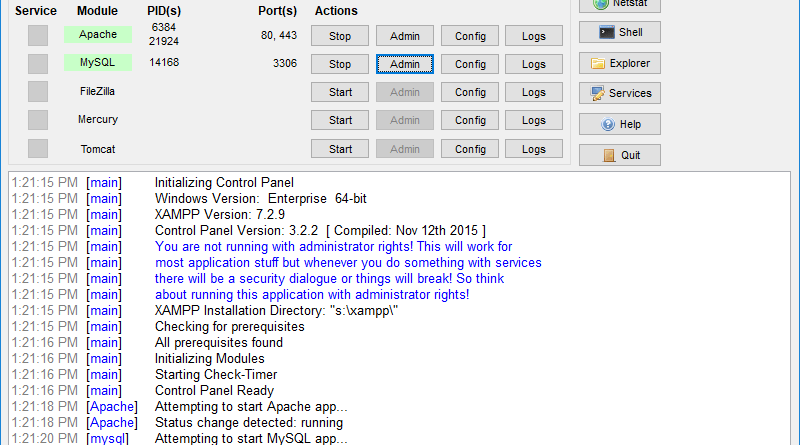 Netstat
Service Module PID(s) Port(s) Actions
Apache 6384 21924 80, 443 Stop Admin Config Logs
Shell
MySQL 14168 3306 Stop Admin Config Logs
Explorer
FileZilla Start Admin Config Logs
Services
Mercury Start Admin Config Logs
Help
Tomcat Start Admin Config Logs
Quit
1:21:15 PM [main] Initializing Control Panel
1:21:15 PM [main] Windows Version: Enterprise 64-bit
1:21:15 PM [main] XAMPP Version: 7.2.9
1:21:15 PM [main] Control Panel Version: 3.2.2 [ Compiled: Nov 12th 2015 ]
1:21:15 PM [main] You are not running with administrator rights! This will work for
1:21:15 PM [main] most application stuff but whenever you do something with services
1:21:15 PM [main] there will be a security dialogue or things will break! So think
1:21:15 PM [main] about running this application with administrator rights!
1:21:15 PM [main] XAMPP Installation Directory: "s:\xampp\"
1:21:15 PM [main] Checking for prerequisites
1:21:16 PM [main] All prerequisites found
1:21:16 PM [main] Initializing Modules
1:21:16 PM [main] Starting Check-Timer
1:21:16 PM [main] Control Panel Ready
1:21:18 PM [Apache] Attempting to start Apache app...
1:21:18 PM [Apache] Status change detected: running
1:21:20 PM [mysql] Attempting to start MySQL app...